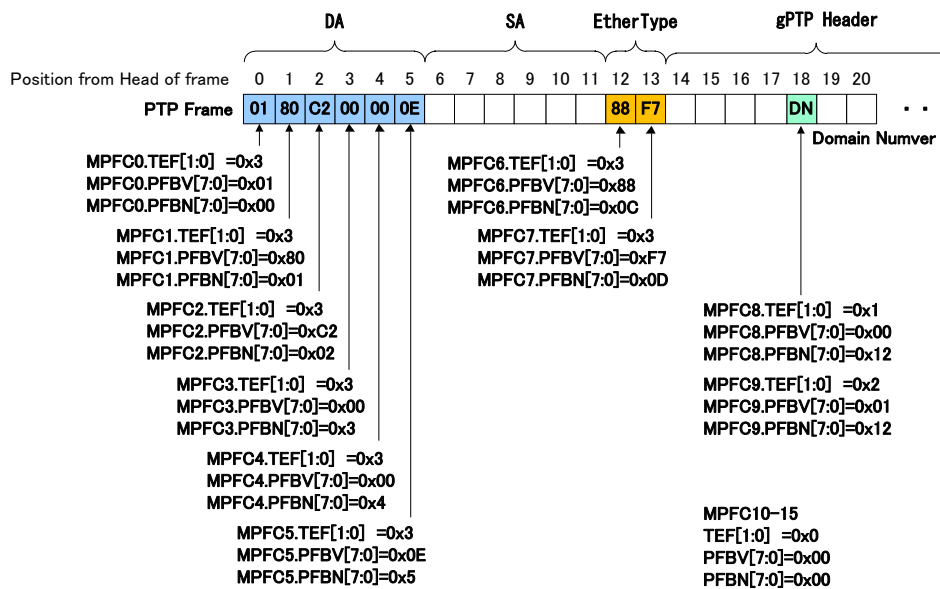 DA SA EtherType gPTP Header
Position from Head of frame 0 1 2 3 4 5 6 7 8 9 10 11 12 13 14 15 16 17 18 19 20
PTP Frame 01 80 C2 00 00 0E 88 F7 DN ・・
Domain Numver
MPFC0.TEF[1:0] =0x3
MPFC0.PFBV[7:0]=0x01
MPFC0.PFBN[7:0]=0x00
MPFC1.TEF[1:0] =0x3
MPFC1.PFBV[7:0]=0x80
MPFC1.PFBN[7:0]=0x01
MPFC2.TEF[1:0] =0x3
MPFC2.PFBV[7:0]=0xC2
MPFC2.PFBN[7:0]=0x02
MPFC3.TEF[1:0] =0x3
MPFC3.PFBV[7:0]=0x00
MPFC3.PFBN[7:0]=0x3
MPFC4.TEF[1:0] =0x3
MPFC4.PFBV[7:0]=0x00
MPFC4.PFBN[7:0]=0x4
MPFC5.TEF[1:0] =0x3
MPFC5.PFBV[7:0]=0x0E
MPFC5.PFBN[7:0]=0x5
MPFC6.TEF[1:0] =0x3
MPFC6.PFBV[7:0]=0x88
MPFC6.PFBN[7:0]=0x0C
MPFC7.TEF[1:0] =0x3
MPFC7.PFBV[7:0]=0xF7
MPFC7.PFBN[7:0]=0x0D
MPFC8.TEF[1:0] =0x1
MPFC8.PFBV[7:0]=0x00
MPFC8.PFBN[7:0]=0x12
MPFC9.TEF[1:0] =0x2
MPFC9.PFBV[7:0]=0x01
MPFC9.PFBN[7:0]=0x12
MPFC10-15
TEF[1:0] =0x0
PFBV[7:0]=0x00
PFBN[7:0]=0x00